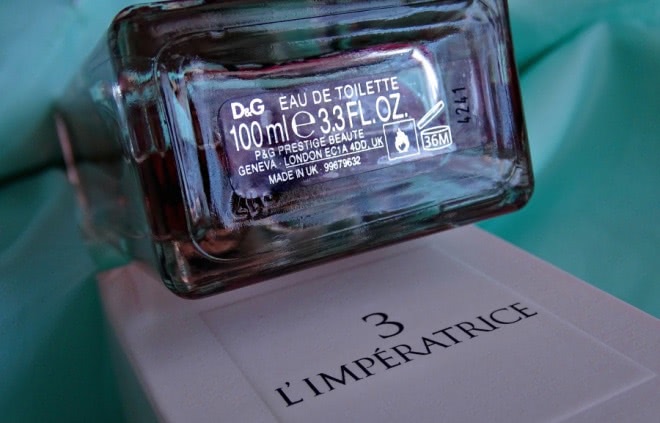 D&G EAU DE TOILETTE
100 ml ℮ 3.3 FL.OZ.
P&G PRESTIGE BEAUTE
GENEVA · LONDON EC1A 4DD, UK
MADE IN UK · 99679632
36M
4241
3
L'IMPÉRATRICE